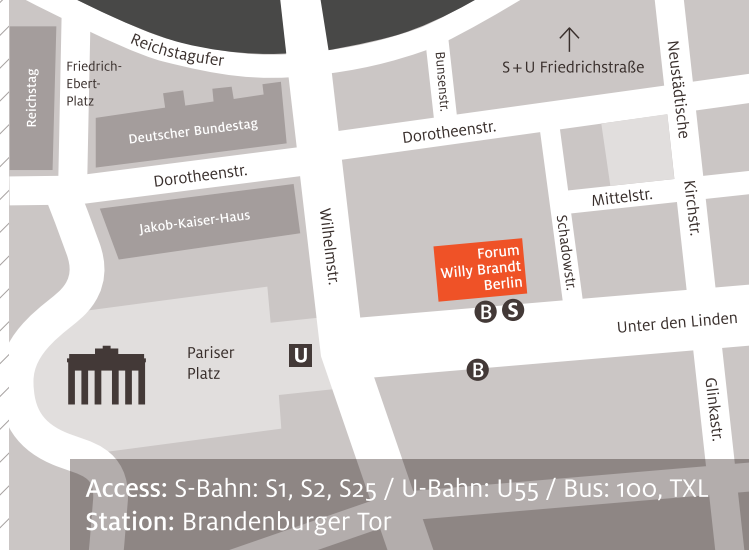 Reichstagufer
S + U Friedrichstraße
Neustädtische
Kirchstr.
Reichstag
Friedrich-
Ebert-
Platz
Bunsenstr.
Deutscher Bundestag
Dorotheenstr.
Dorotheenstr.
Mittelstr.
Jakob-Kaiser-Haus
Wilhelmstr.
Schadowstr.
Forum
Willy Brandt
Berlin
B S
Unter den Linden
Pariser
Platz
U
B
Glinkastr.
Access: S-Bahn: S1, S2, S25 / U-Bahn: U55 / Bus: 100, TXL
Station: Brandenburger Tor